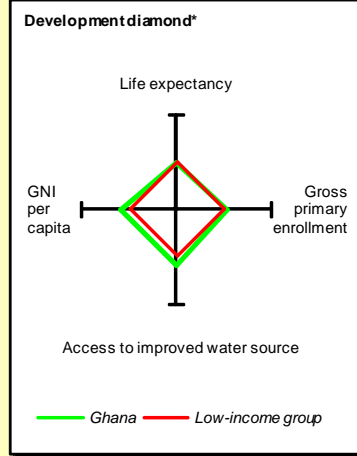 Development diamond*
Life expectancy
GNI
per
capita
Gross
primary
enrollment
Access to improved water source
Ghana
Low-income group